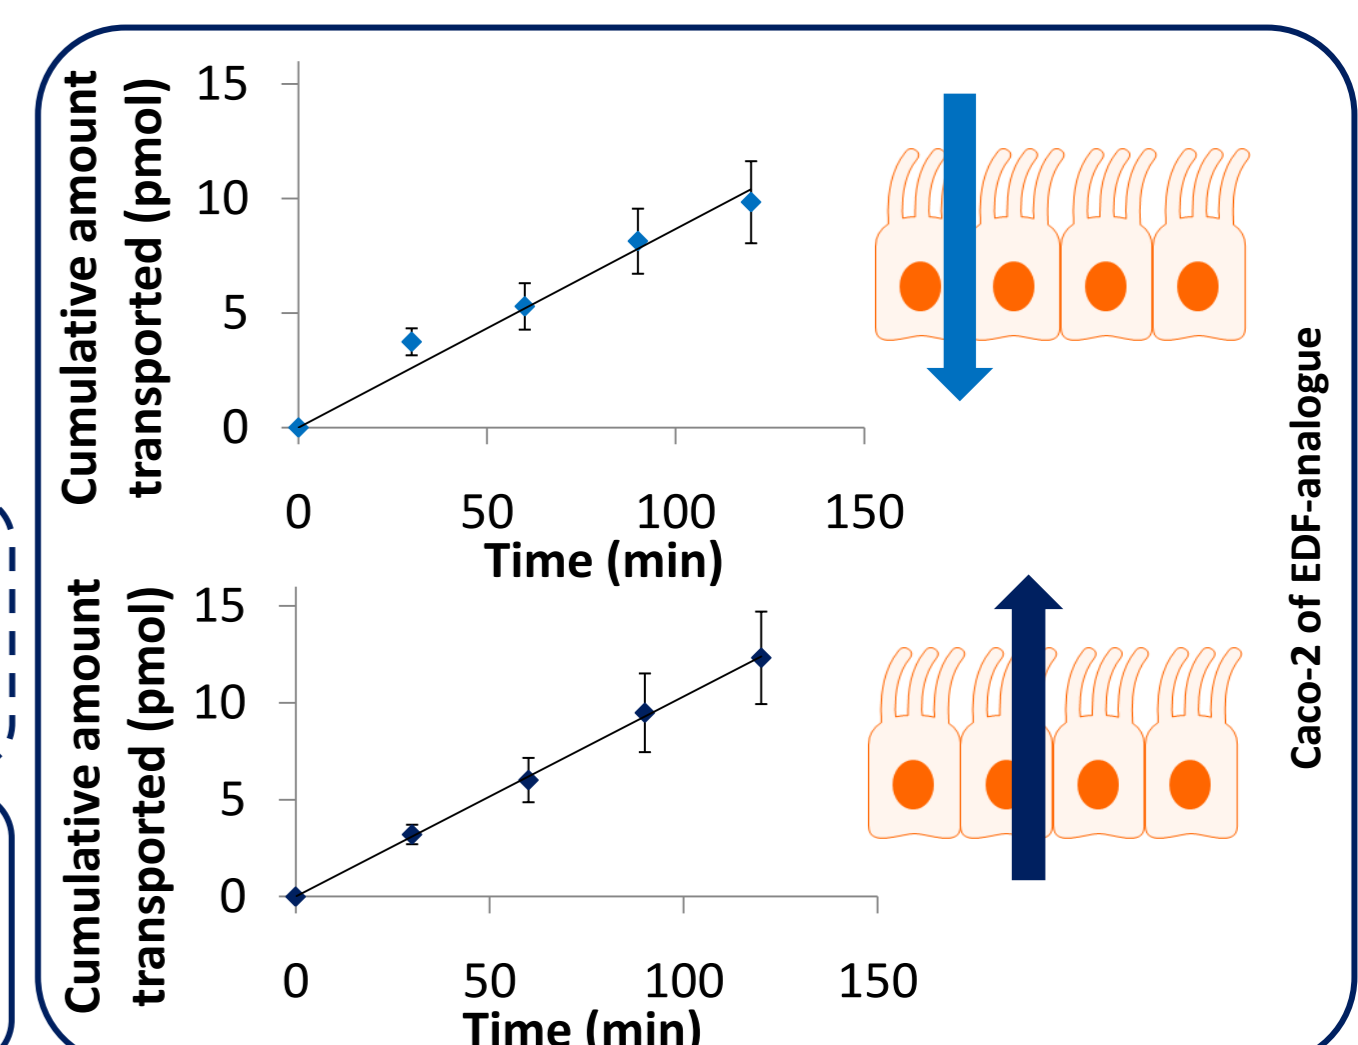 Cumulative amount
transported (pmol)
15
10
5
0
0 50 100 150
Time (min)
Cumulative amount
transported (pmol)
15
10
5
0
0 50 100 150
Time (min)
Caco-2 of EDF-analogue